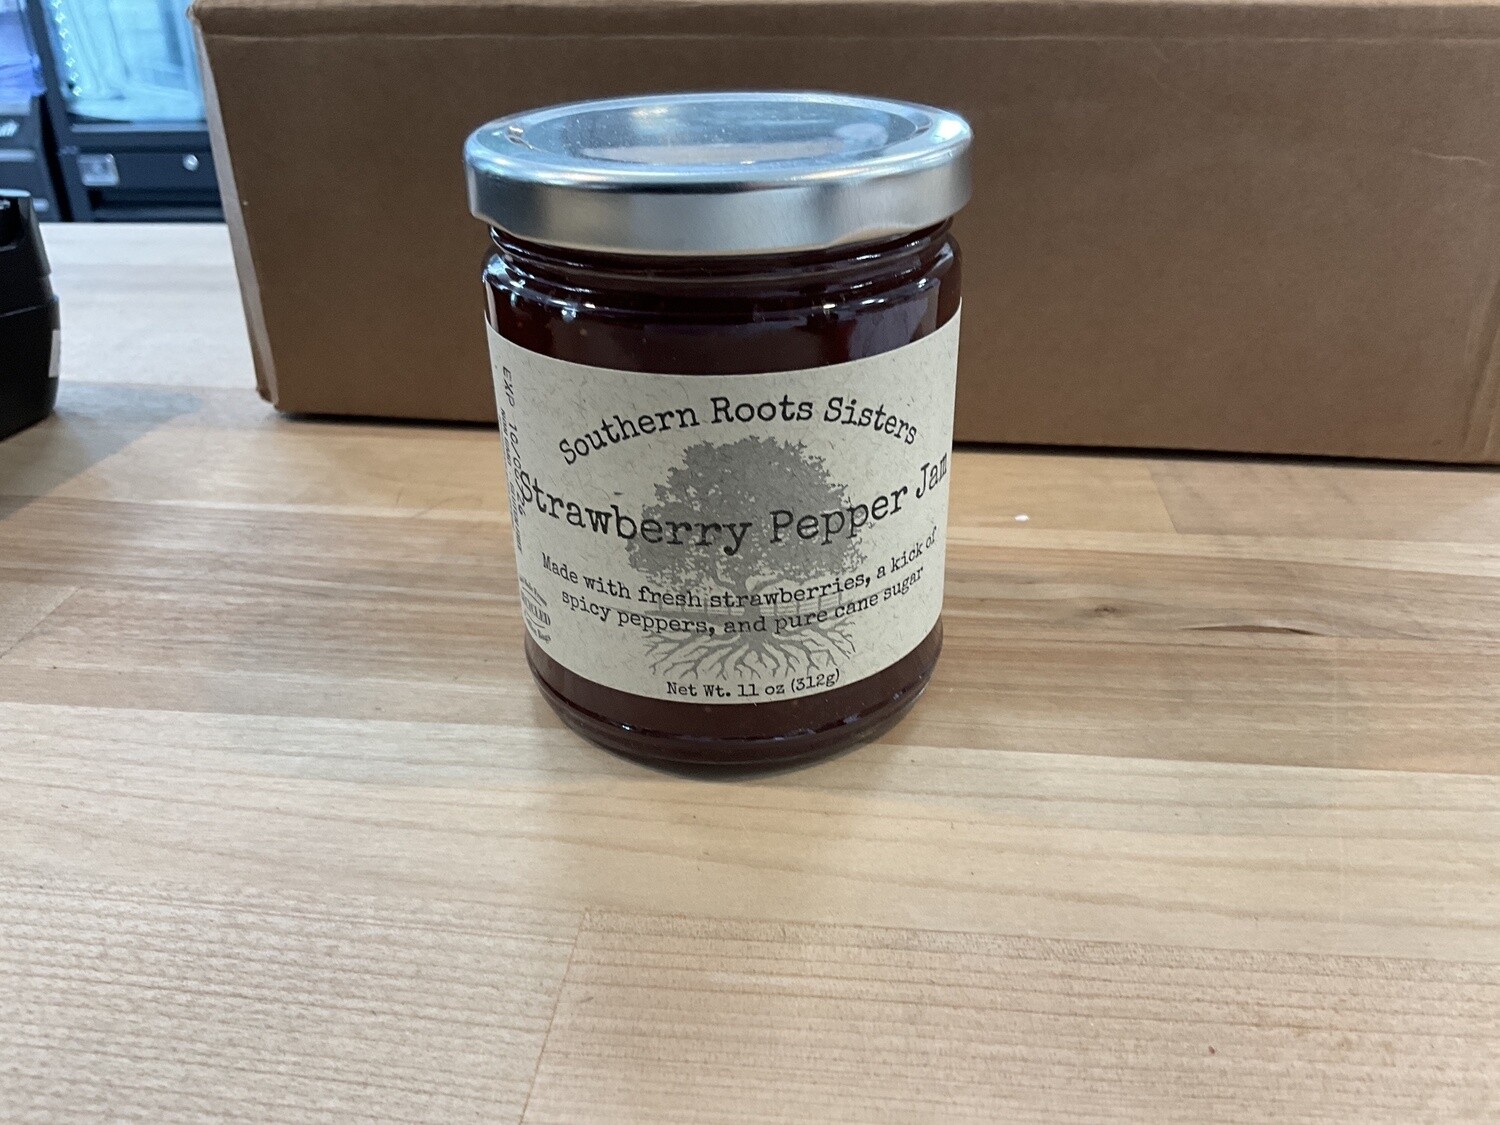 Southern Roots Sisters
Strawberry Pepper Jam
Made with fresh strawberries, a kick of
spicy peppers, and pure cane sugar
Net Wt. 11 oz (312g)
EXP